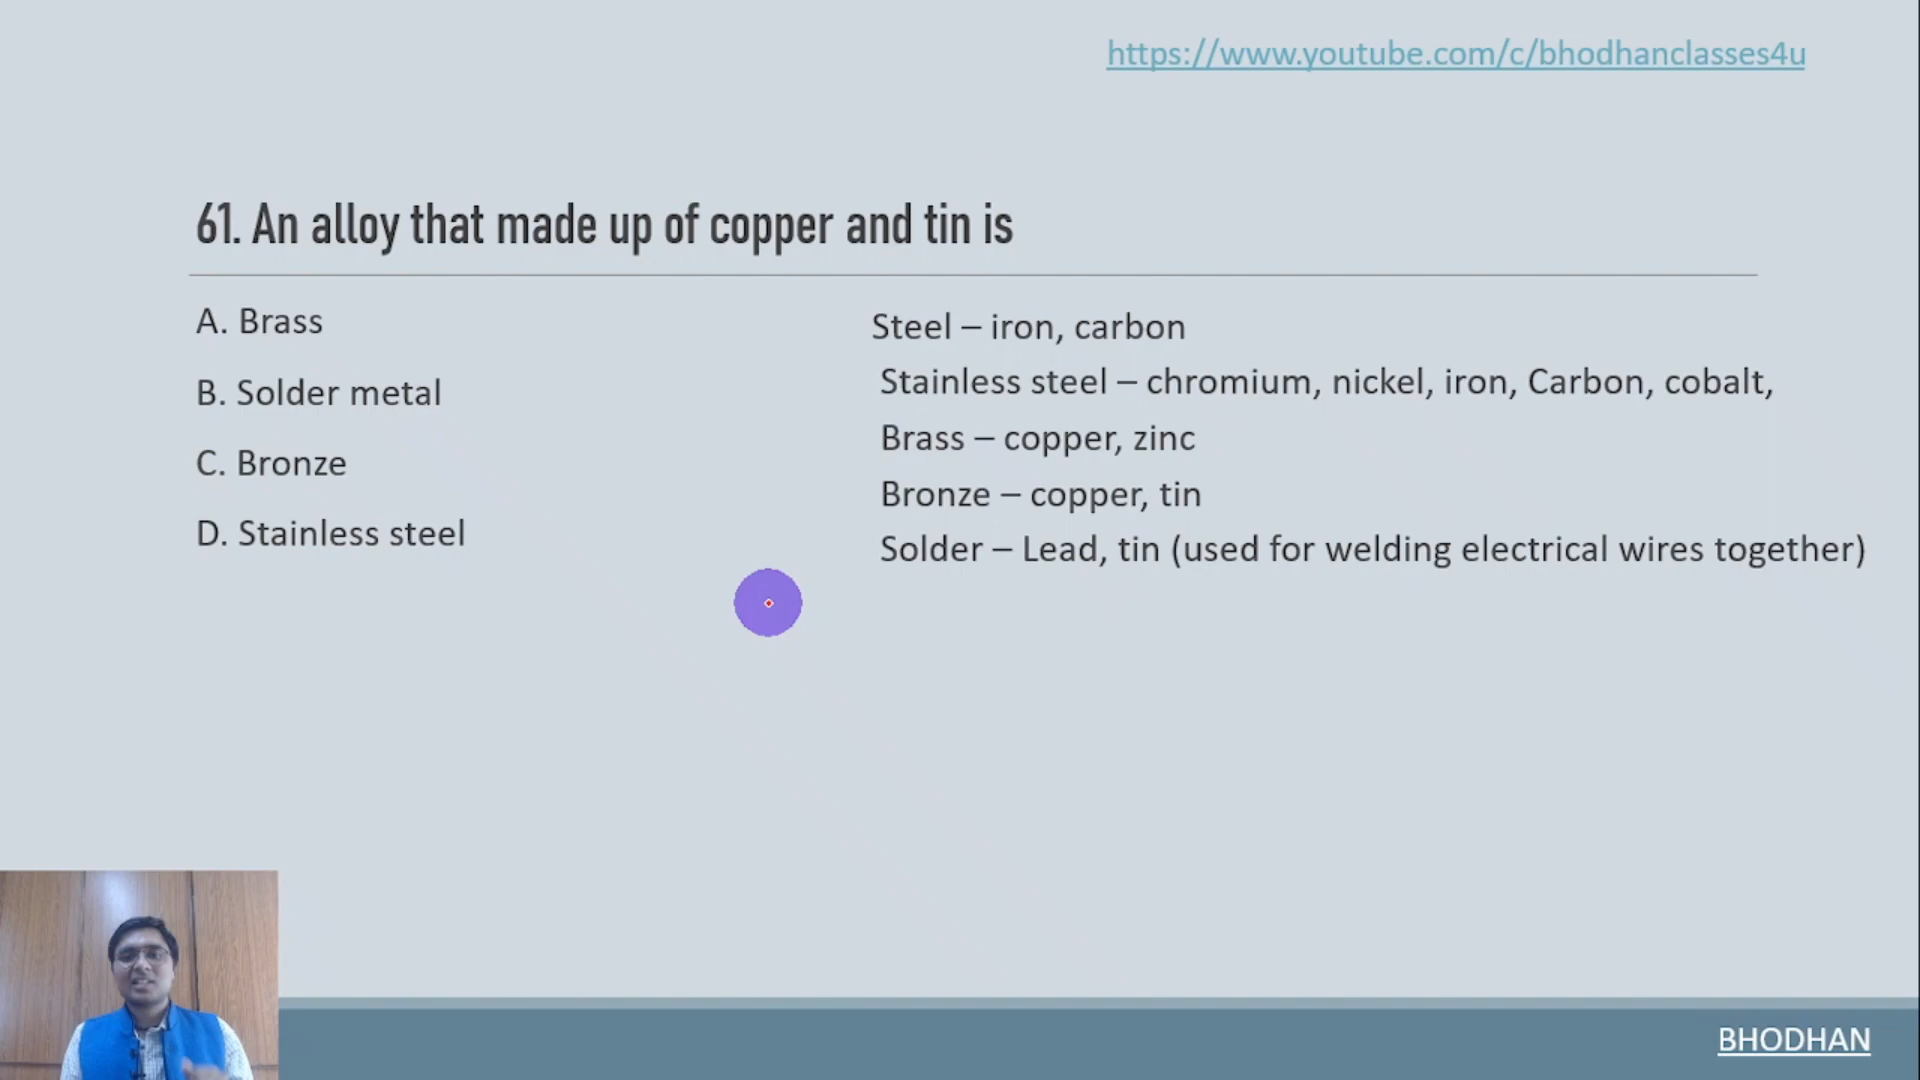 https://www.youtube.com/c/bhodhanclasses4u
61. An alloy that made up of copper and tin is
A. Brass
B. Solder metal
C. Bronze
D. Stainless steel
Steel – iron, carbon
Stainless steel – chromium, nickel, iron, Carbon, cobalt,
Brass – copper, zinc
Bronze – copper, tin
Solder – Lead, tin (used for welding electrical wires together)
BHODHAN